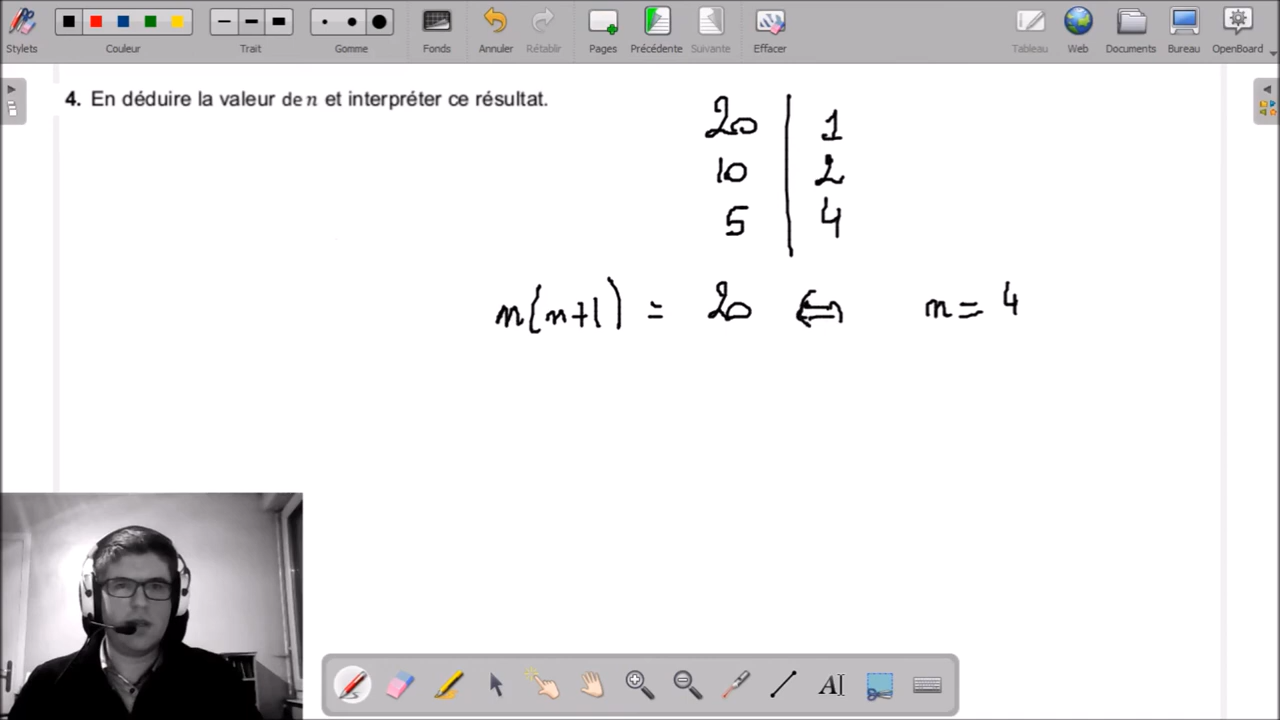 Stylets Couleur Trait Gomme Fonds Annuler Rétablir Pages Précédente Suivante Effacer Tableau Web Documents Bureau OpenBoard
4. En déduire la valeur de n et interpréter ce résultat.
20 | 1
10 | 2
5 | 4
n(n+1) = 20 ⇔ n = 4
AI